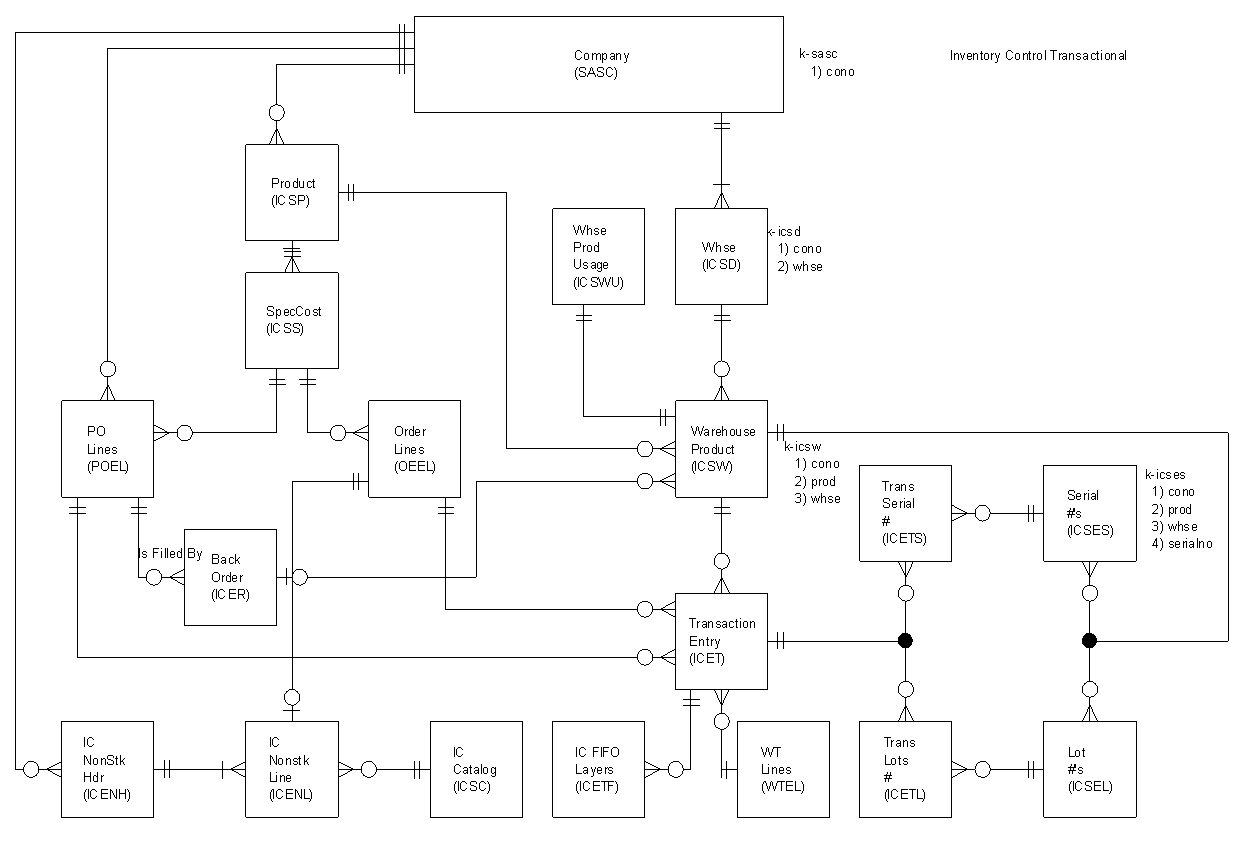 Company
(SASC)
k-sasc
1) cono
Inventory Control Transactional
Product
(ICSP)
Whse
Prod
Usage
(ICSWU)
Whse
(ICSD)
k-icsd
1) cono
2) whse
SpecCost
(ICSS)
PO
Lines
(POEL)
Order
Lines
(OEEL)
Warehouse
Product
(ICSW)
k-icsw
1) cono
2) prod
3) whse
Trans
Serial
#
(ICETS)
Serial
#'s
(ICSES)
k-icses
1) cono
2) prod
3) whse
4) serialno
Is Filled By
Back
Order
(ICER)
Transaction
Entry
(ICET)
IC
NonStk
Hdr
(ICENH)
IC
Nonstk
Line
(ICENL)
IC
Catalog
(ICSC)
IC FIFO
Layers
(ICETF)
WT
Lines
(WTEL)
Trans
Lots
#
(ICETL)
Lot
#'s
(ICSEL)